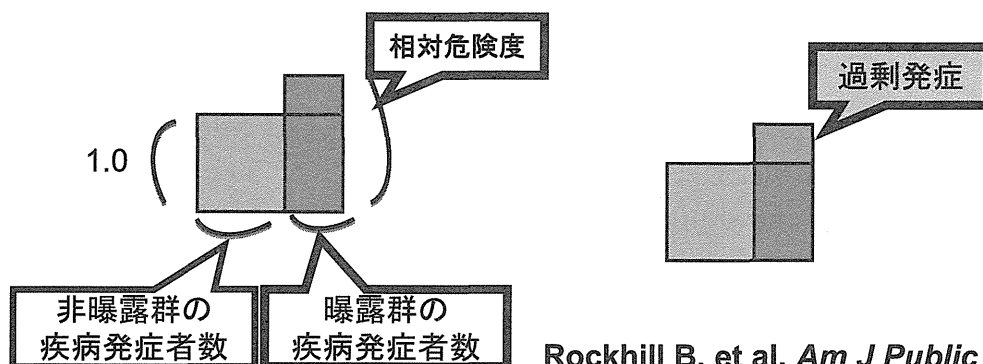 相対危険度
過剰発症
1.0
非曝露群の
疾病発症者数
曝露群の
疾病発症者数
Rockhill B, et al. Am J Public